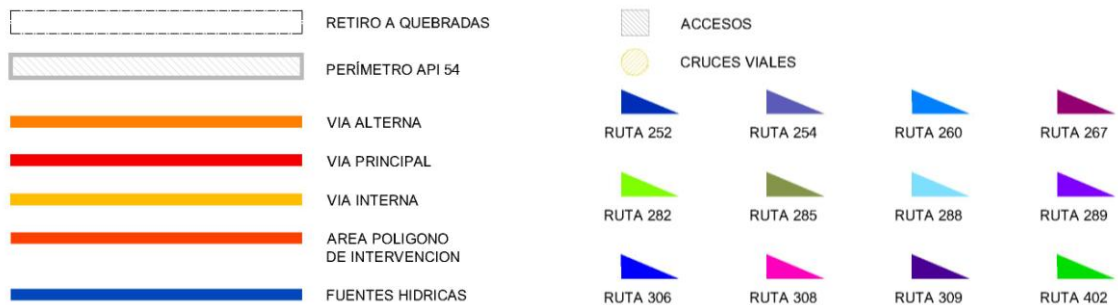 RETIRO A QUEBRADAS
PERÍMETRO API 54
VIA ALTERNA
VIA PRINCIPAL
VIA INTERNA
AREA POLIGONO
DE INTERVENCION
FUENTES HIDRICAS
ACCESOS
CRUCES VIALES
RUTA 252
RUTA 254
RUTA 260
RUTA 267
RUTA 282
RUTA 285
RUTA 288
RUTA 289
RUTA 306
RUTA 308
RUTA 309
RUTA 402